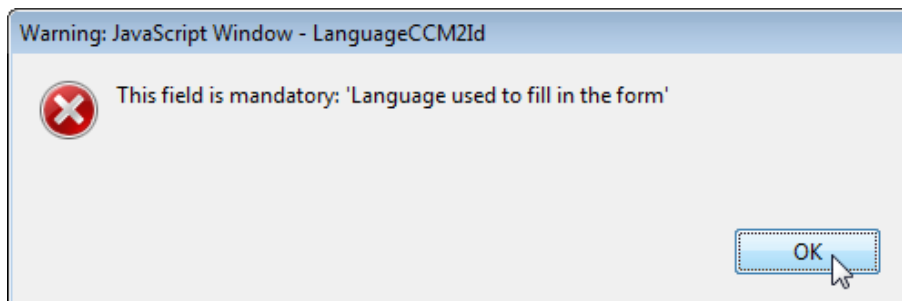 Warning: JavaScript Window - LanguageCCM2Id
This field is mandatory: 'Language used to fill in the form'
OK